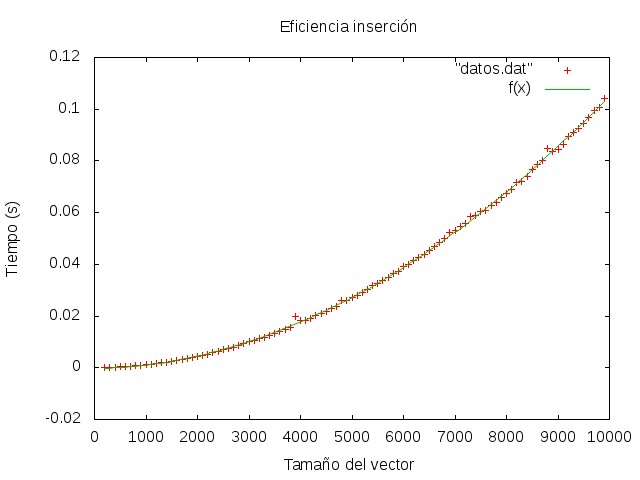 Eficiencia inserción
0.12
0.1
0.08
0.06
0.04
0.02
0
-0.02
Tiempo (s)
"datos.dat"
f(x)
0 1000 2000 3000 4000 5000 6000 7000 8000 9000 10000
Tamaño del vector